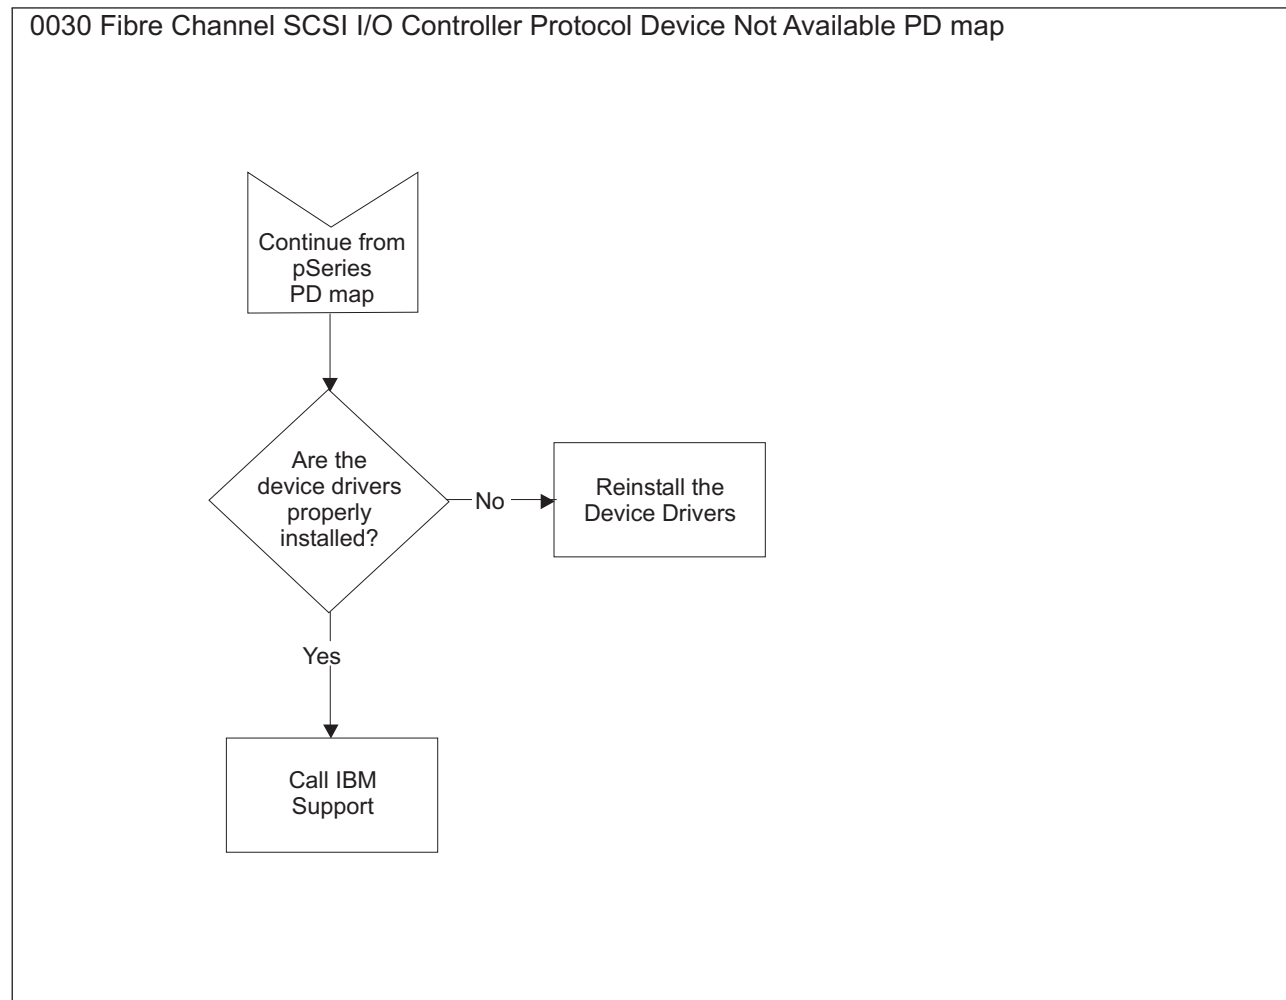 0030 Fibre Channel SCSI I/O Controller Protocol Device Not Available PD map
Continue from
pSeries
PD map
Are the
device drivers
properly
installed?
No
Reinstall the
Device Drivers
Yes
Call IBM
Support